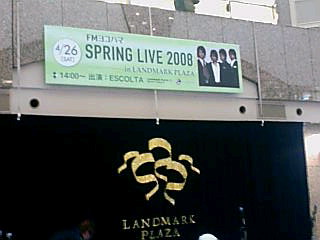 FMヨコハマ
4/26
(SAT)
SPRING LIVE 2008
in LANDMARK PLAZA
14:00~ 出演：ESCOLTA
LANDMARK
PLAZA